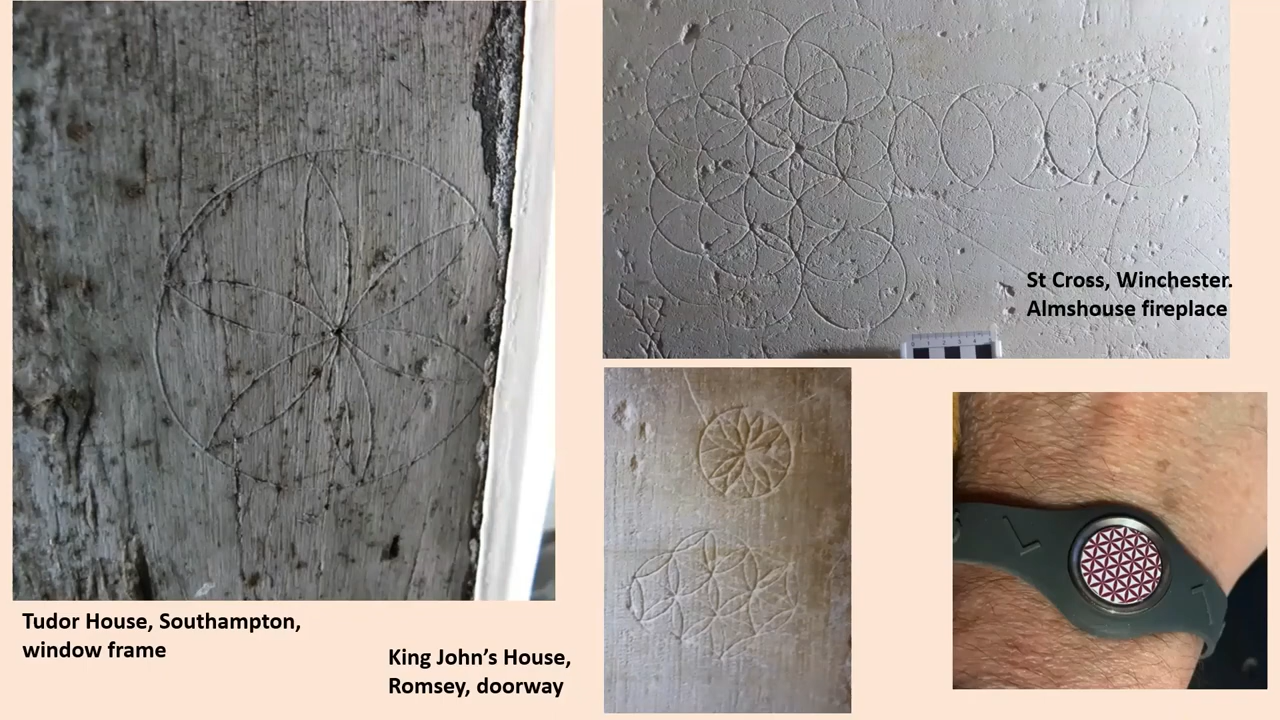 St Cross, Winchester.
Almshouse fireplace
Tudor House, Southampton,
window frame
King John’s House,
Romsey, doorway